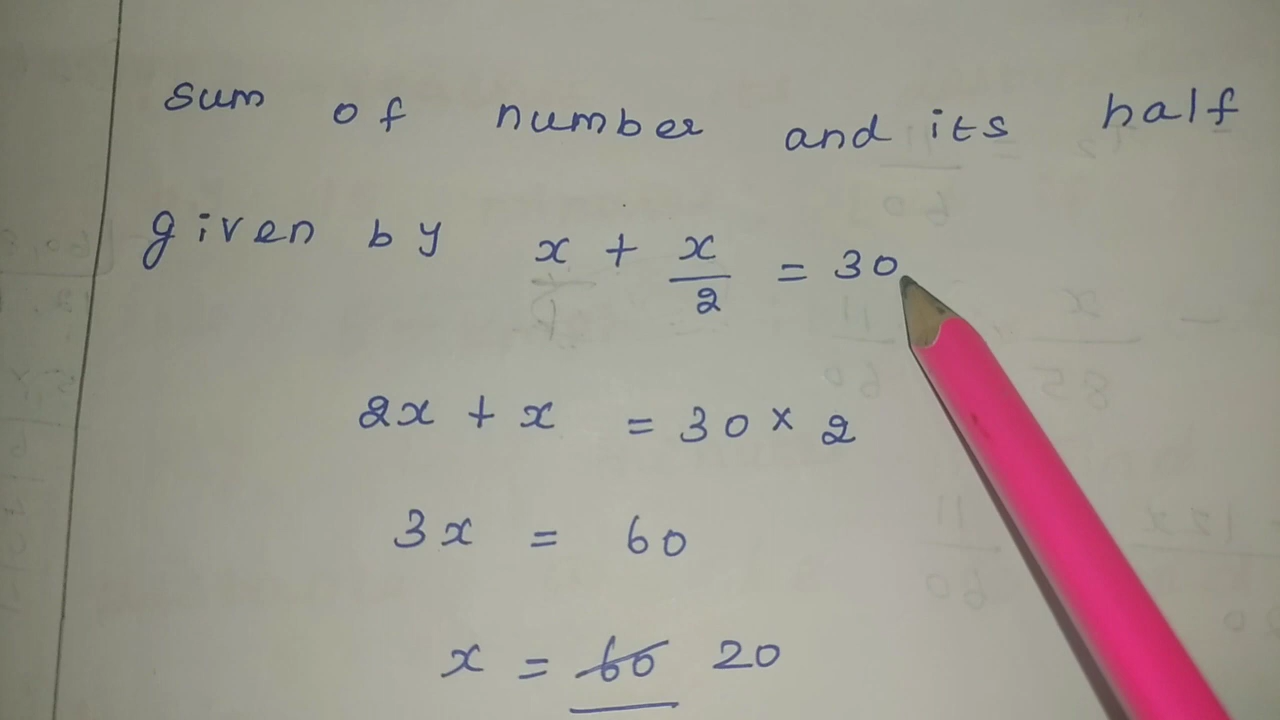 sum of number and its half
given by x + x/2 = 30
2x + x = 30 × 2
3x = 60
x = 60 20